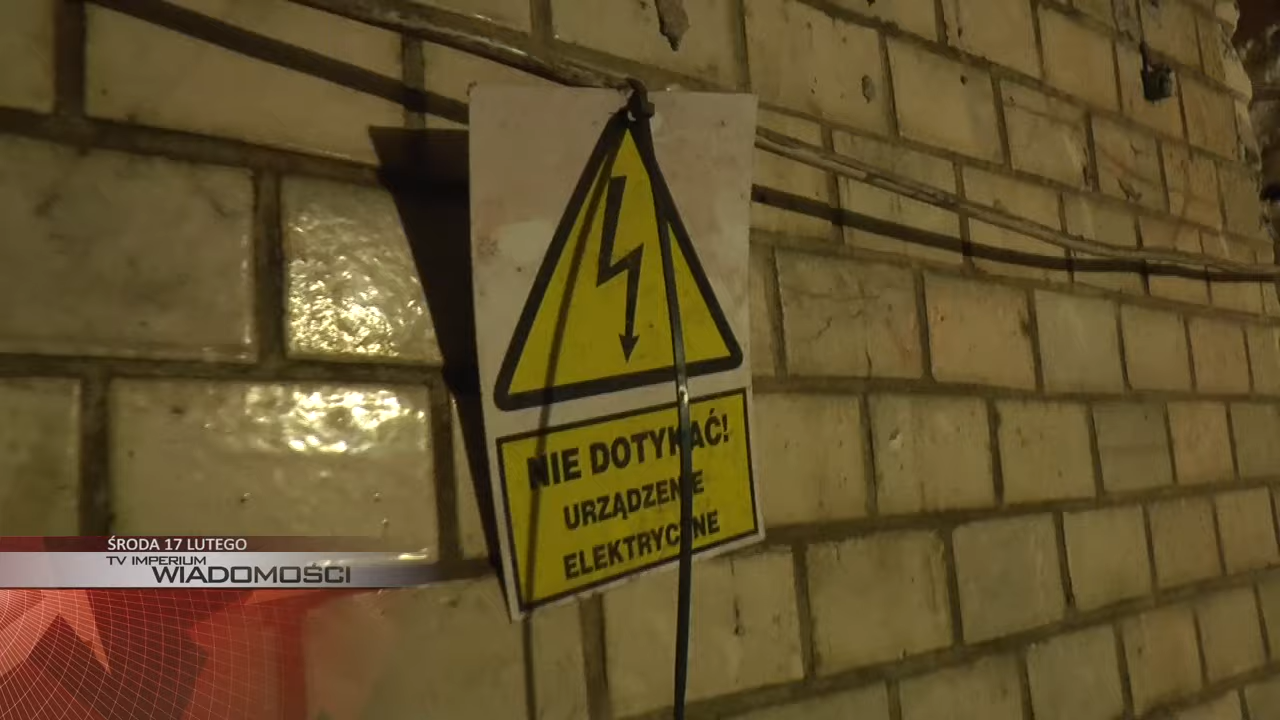 NIE DOTYKAĆ!
URZĄDZENIE
ELEKTRYCZNE
ŚRODA 17 LUTEGO
TV IMPERIUM
WIADOMOŚCI